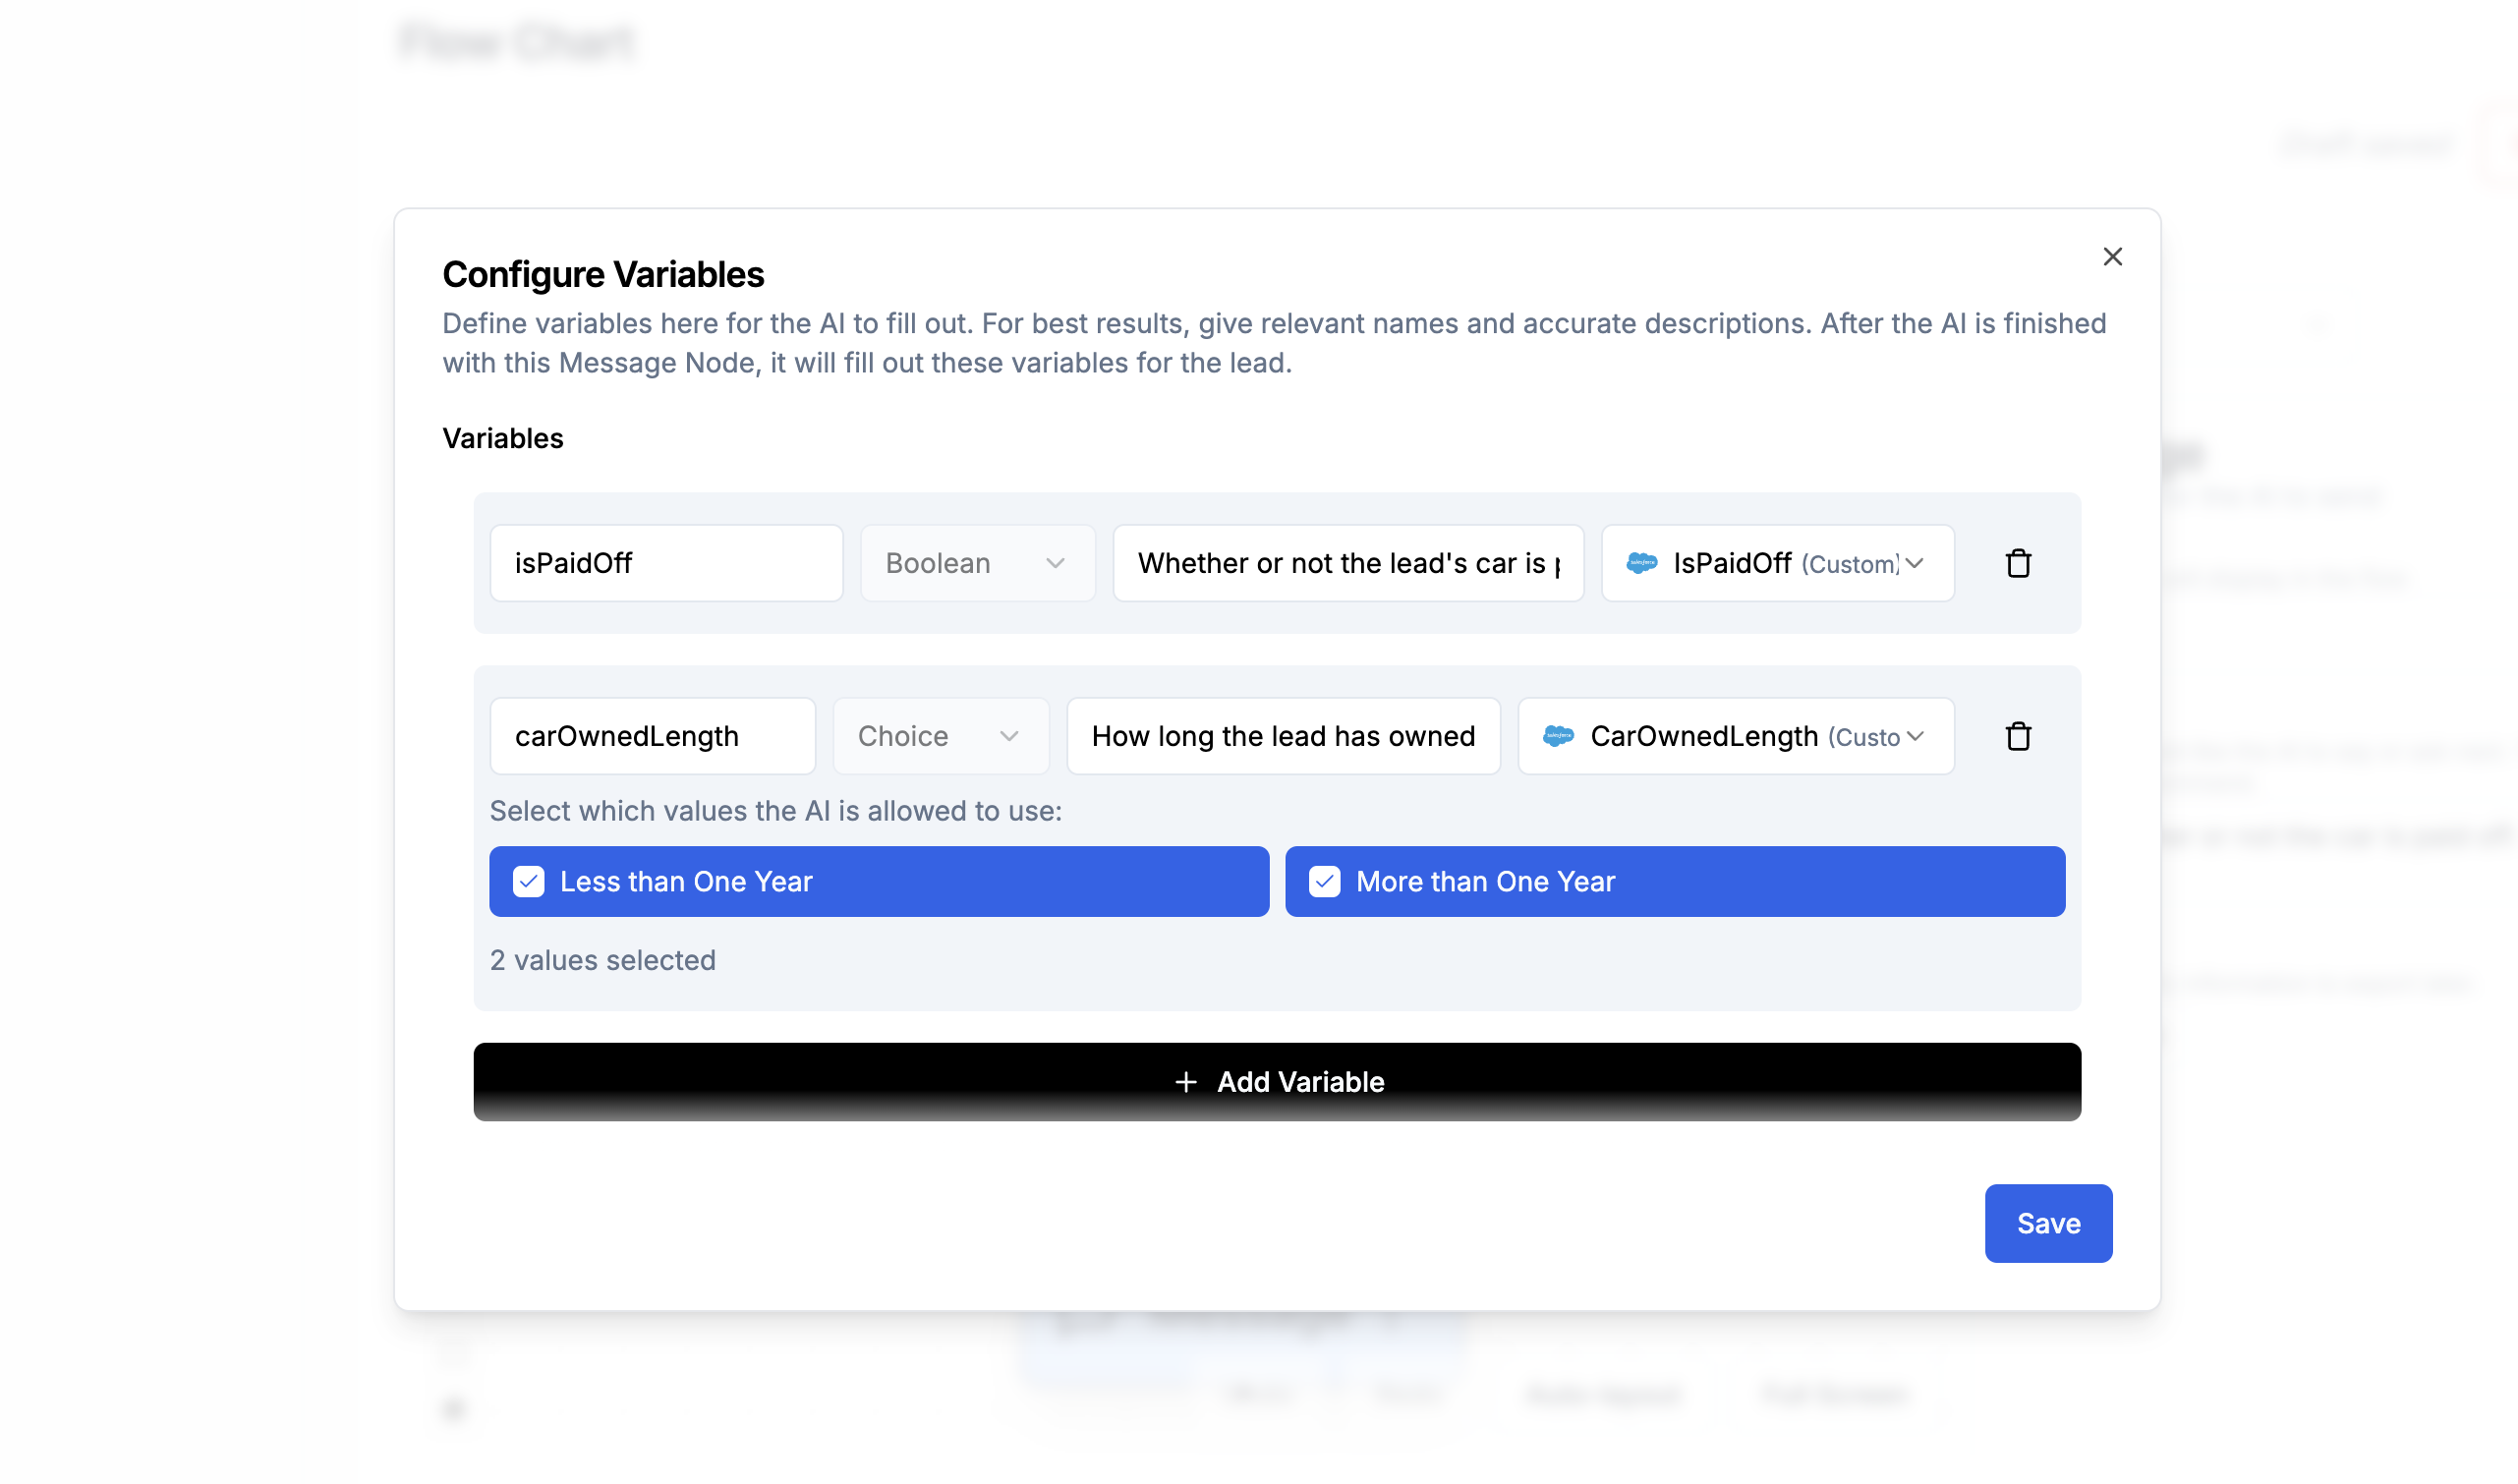 Flow Chart
Draft saved
Configure Variables
Define variables here for the AI to fill out. For best results, give relevant names and accurate descriptions. After the AI is finished
with this Message Node, it will fill out these variables for the lead.
Variables
isPaidOff Boolean Whether or not the lead's car is IsPaidOff (Custom)
carOwnedLength Choice How long the lead has owned CarOwnedLength (Custo
Select which values the AI is allowed to use:
Less than One Year More than One Year
2 values selected
Add Variable
Save